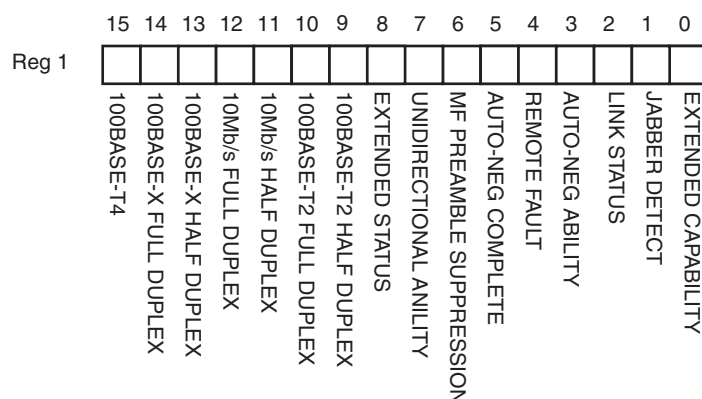 15 14 13 12 11 10 9 8 7 6 5 4 3 2 1 0
Reg 1
100BASE-T4
100BASE-X FULL DUPLEX
100BASE-X HALF DUPLEX
10Mb/s FULL DUPLEX
10Mb/s HALF DUPLEX
100BASE-T2 FULL DUPLEX
100BASE-T2 HALF DUPLEX
EXTENDED STATUS
UNIDIRECTIONAL ANILITY
MF PREAMBLE SUPPRESSION
AUTO-NEG COMPLETE
REMOTE FAULT
AUTO-NEG ABILITY
LINK STATUS
JABBER DETECT
EXTENDED CAPABILITY